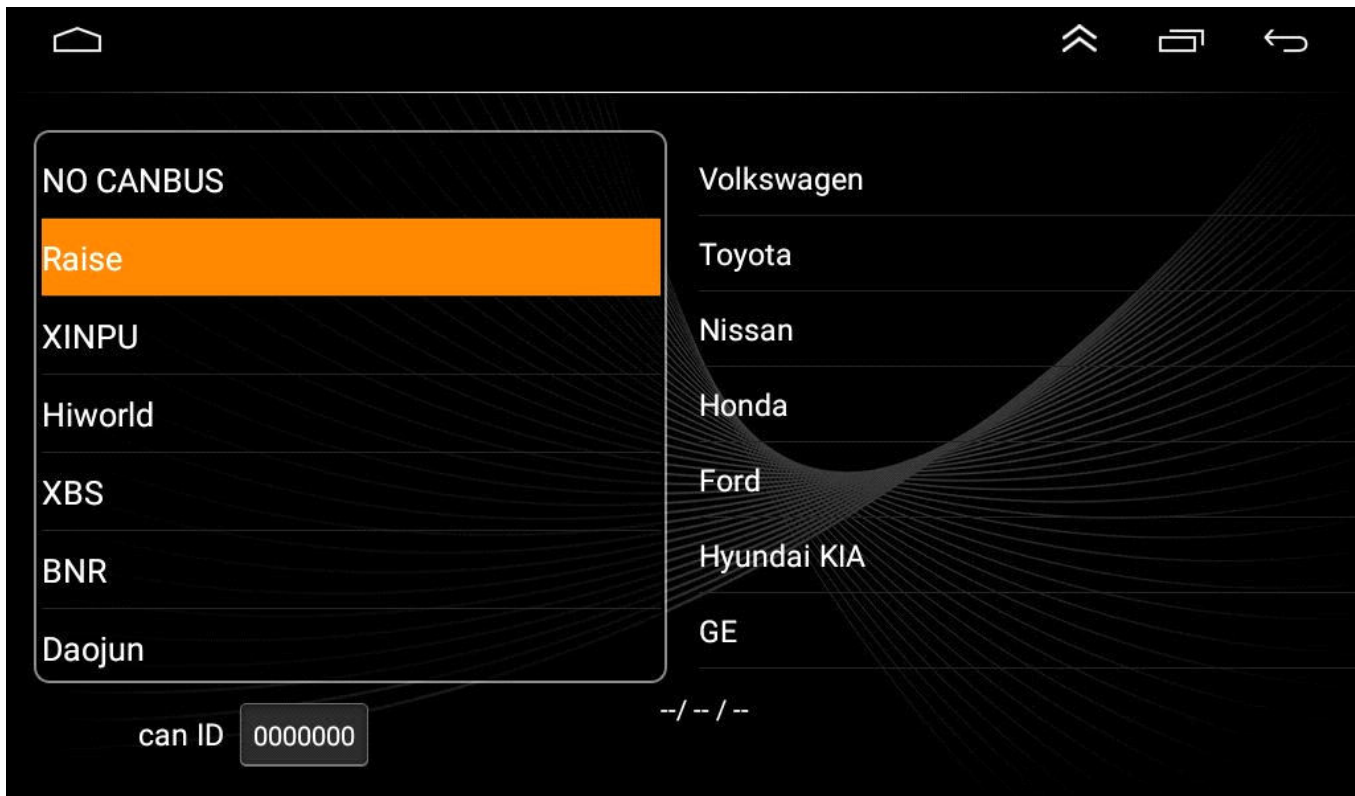 NO CANBUS
Raise
XINPU
Hiworld
XBS
BNR
Daojun
Volkswagen
Toyota
Nissan
Honda
Ford
Hyundai KIA
GE
can ID 0000000
--/ -- / --